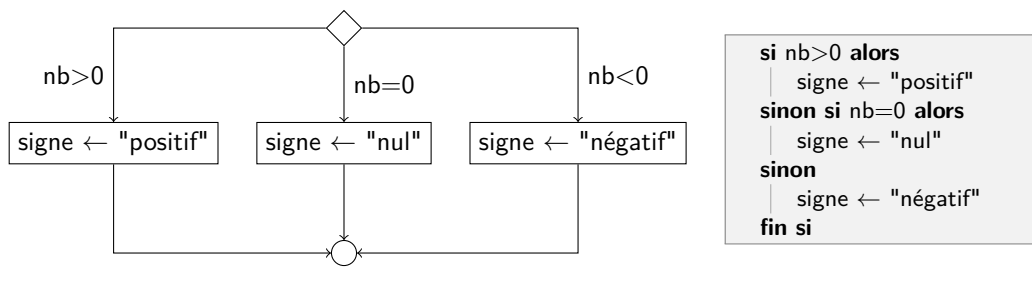 nb>0
nb=0
nb<0
signe ← "positif"
signe ← "nul"
signe ← "négatif"
si nb>0 alors
signe ← "positif"
sinon si nb=0 alors
signe ← "nul"
sinon
signe ← "négatif"
fin si